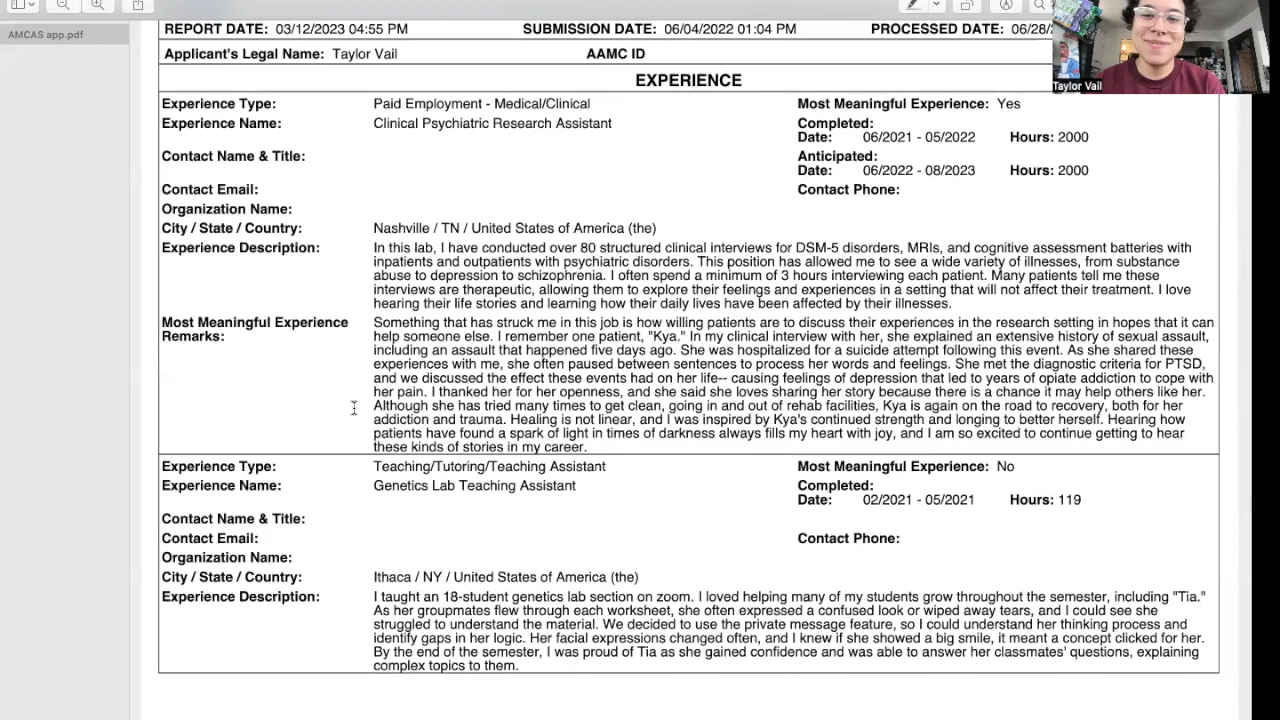 AMCAS app.pdf
REPORT DATE: 03/12/2023 04:55 PM SUBMISSION DATE: 06/04/2022 01:04 PM PROCESSED DATE: 06/28/
Applicant's Legal Name: Taylor Vail AAMC ID
Taylor Vail
EXPERIENCE
Experience Type: Paid Employment - Medical/Clinical Most Meaningful Experience: Yes
Experience Name: Clinical Psychiatric Research Assistant Completed:
Date: 06/2021 - 05/2022 Hours: 2000
Contact Name & Title: Anticipated:
Date: 06/2022 - 08/2023 Hours: 2000
Contact Email: Contact Phone:
Organization Name:
City / State / Country: Nashville / TN / United States of America (the)
Experience Description: In this lab, I have conducted over 80 structured clinical interviews for DSM-5 disorders, MRIs, and cognitive assessment batteries with
inpatients and outpatients with psychiatric disorders. This position has allowed me to see a wide variety of illnesses, from substance
abuse to depression to schizophrenia. I often spend a minimum of 3 hours interviewing each patient. Many patients tell me these
interviews are therapeutic, allowing them to explore their feelings and experiences in a setting that will not affect their treatment. I love
hearing their life stories and learning how their daily lives have been affected by their illnesses.
Most Meaningful Experience Something that has struck me in this job is how willing patients are to discuss their experiences in the research setting in hopes that it can
Remarks: help someone else. I remember one patient, "Kya." In my clinical interview with her, she explained an extensive history of sexual assault,
including an assault that happened five days ago. She was hospitalized for a suicide attempt following this event. As she shared these
experiences with me, she often paused between sentences to process her words and feelings. She met the diagnostic criteria for PTSD,
and we discussed the effect these events had on her life-- causing feelings of depression that led to years of opiate addiction to cope with
her pain. I thanked her for her openness, and she said she loves sharing her story because there is a chance it may help others like her.
Although she has tried many times to get clean, going in and out of rehab facilities, Kya is again on the road to recovery, both for her
addiction and trauma. Healing is not linear, and I was inspired by Kya's continued strength and longing to better herself. Hearing how
patients have found a spark of light in times of darkness always fills my heart with joy, and I am so excited to continue getting to hear
these kinds of stories in my career.
Experience Type: Teaching/Tutoring/Teaching Assistant Most Meaningful Experience: No
Experience Name: Genetics Lab Teaching Assistant Completed:
Date: 02/2021 - 05/2021 Hours: 119
Contact Name & Title:
Contact Email: Contact Phone:
Organization Name:
City / State / Country: Ithaca / NY / United States of America (the)
Experience Description: I taught an 18-student genetics lab section on zoom. I loved helping many of my students grow throughout the semester, including "Tia."
As her groupmates flew through each worksheet, she often expressed a confused look or wiped away tears, and I could see she
struggled to understand the material. We decided to use the private message feature, so I could understand her thinking process and
identify gaps in her logic. Her facial expressions changed often, and I knew if she showed a big smile, it meant a concept clicked for her.
By the end of the semester, I was proud of Tia as she gained confidence and was able to answer her classmates' questions, explaining
complex topics to them.